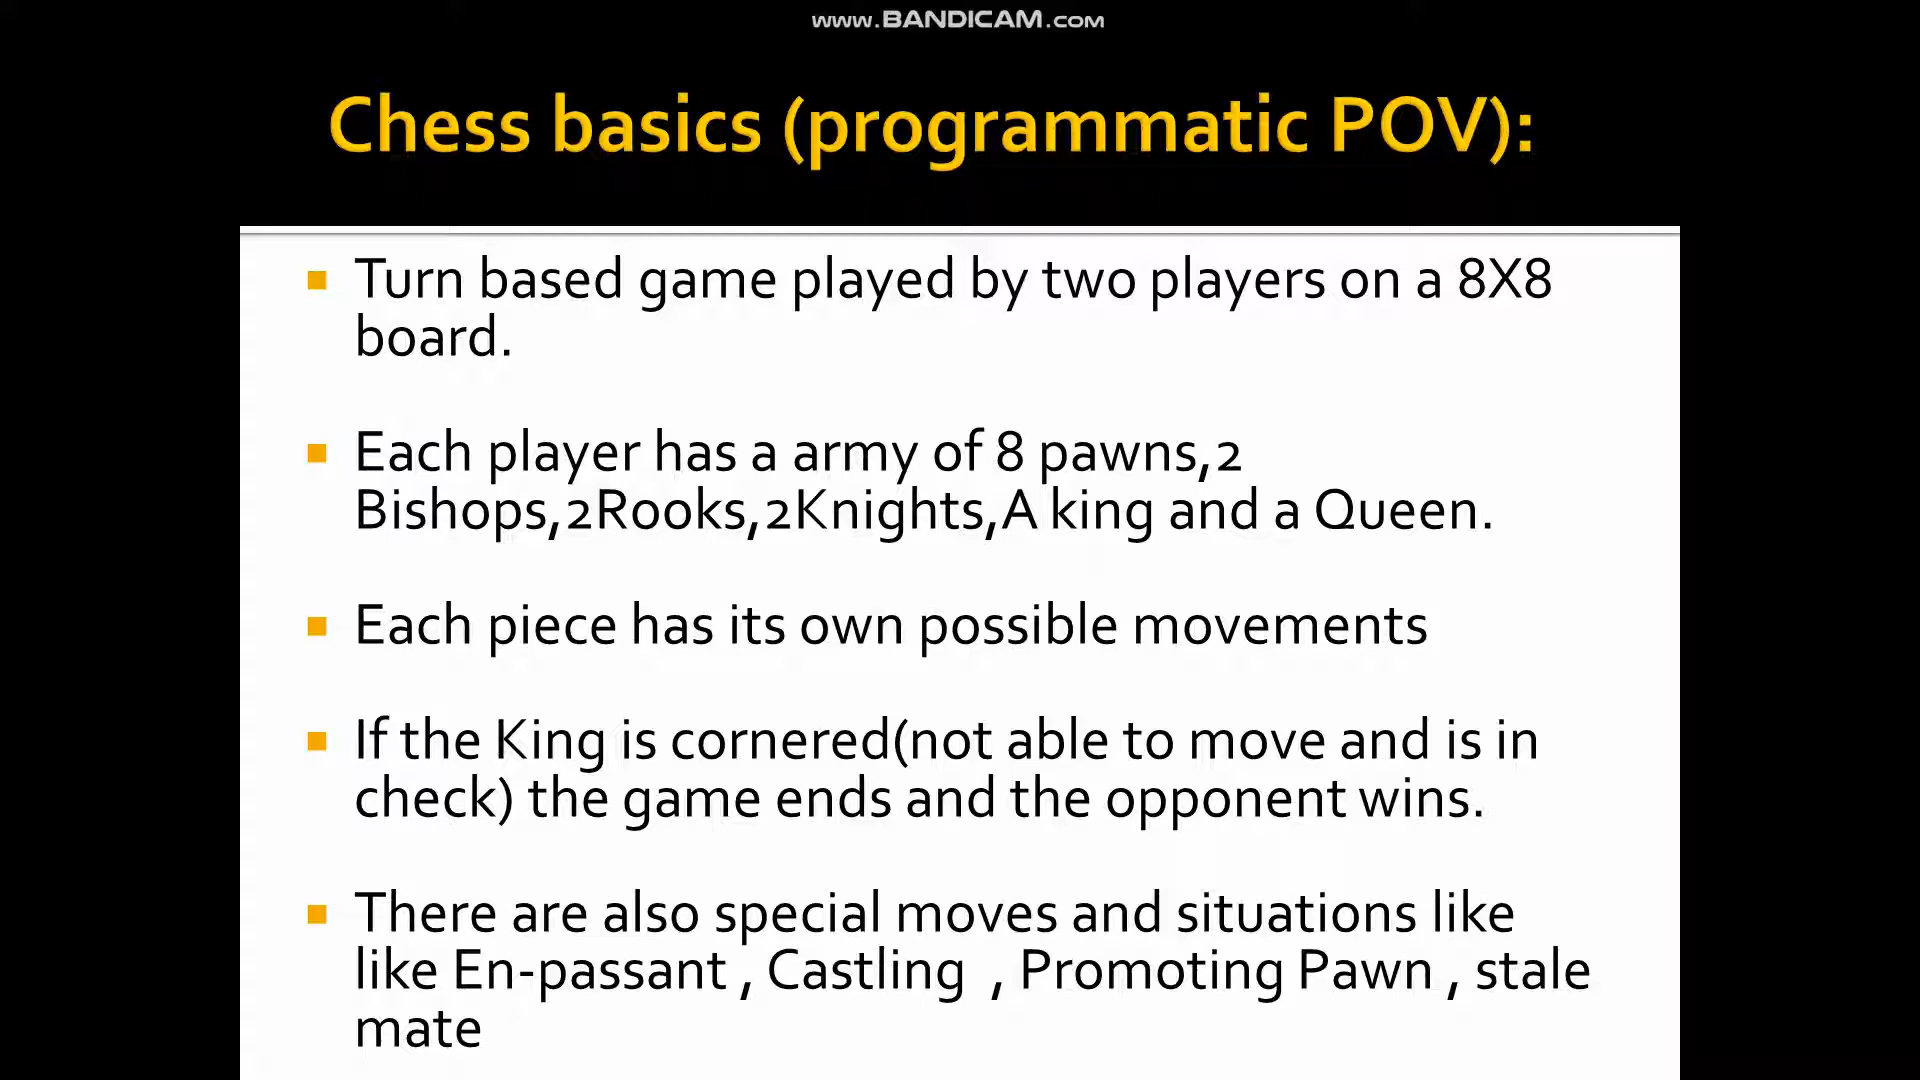 www.BANDICAM.com
Chess basics (programmatic POV):
Turn based game played by two players on a 8X8
board.
Each player has a army of 8 pawns,2
Bishops,2Rooks,2Knights,A king and a Queen.
Each piece has its own possible movements
If the King is cornered(not able to move and is in
check) the game ends and the opponent wins.
There are also special moves and situations like
like En-passant , Castling , Promoting Pawn , stale
mate